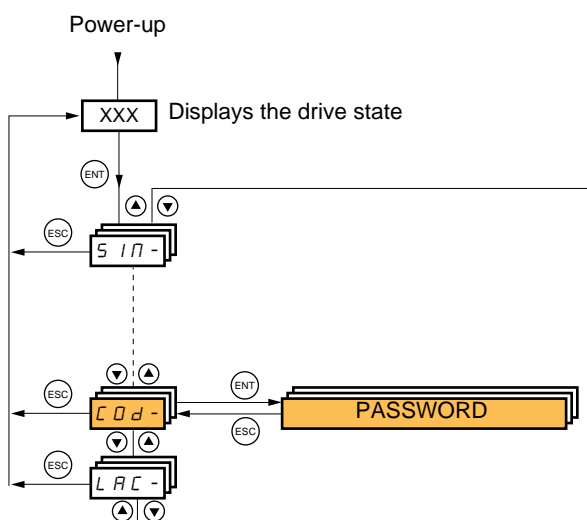 Power-up
XXX Displays the drive state
ENT
ESC
SIM-
ESC
COd-
ENT
ESC
PASSWORD
ESC
LAC-